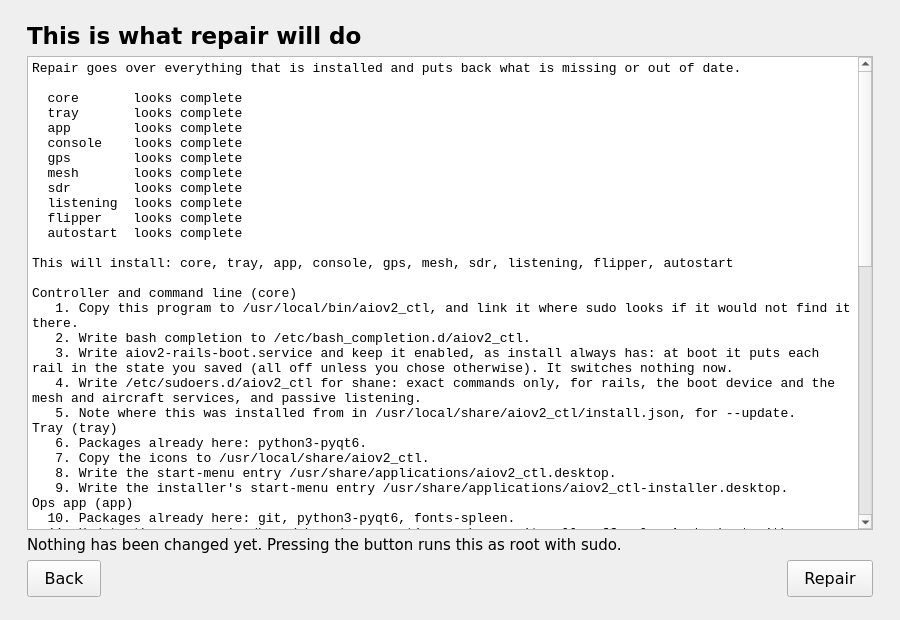 This is what repair will do
Repair goes over everything that is installed and puts back what is missing or out of date.
core looks complete
tray looks complete
app looks complete
console looks complete
gps looks complete
mesh looks complete
sdr looks complete
listening looks complete
flipper looks complete
autostart looks complete
This will install: core, tray, app, console, gps, mesh, sdr, listening, flipper, autostart
Controller and command line (core)
1. Copy this program to /usr/local/bin/aiov2_ctl, and link it where sudo looks if it would not find it
there.
2. Write bash completion to /etc/bash_completion.d/aiov2_ctl.
3. Write aiov2-rails-boot.service and keep it enabled, as install always has: at boot it puts each
rail in the state you saved (all off unless you chose otherwise). It switches nothing now.
4. Write /etc/sudoers.d/aiov2_ctl for shane: exact commands only, for rails, the boot device and the
mesh and aircraft services, and passive listening.
5. Note where this was installed from in /usr/local/share/aiov2_ctl/install.json, for --update.
Tray (tray)
6. Packages already here: python3-pyqt6.
7. Copy the icons to /usr/local/share/aiov2_ctl.
8. Write the start-menu entry /usr/share/applications/aiov2_ctl.desktop.
9. Write the installer's start-menu entry /usr/share/applications/aiov2_ctl-installer.desktop.
Ops app (app)
10. Packages already here: git, python3-pyqt6, fonts-spleen.
Nothing has been changed yet. Pressing the button runs this as root with sudo.
Back
Repair